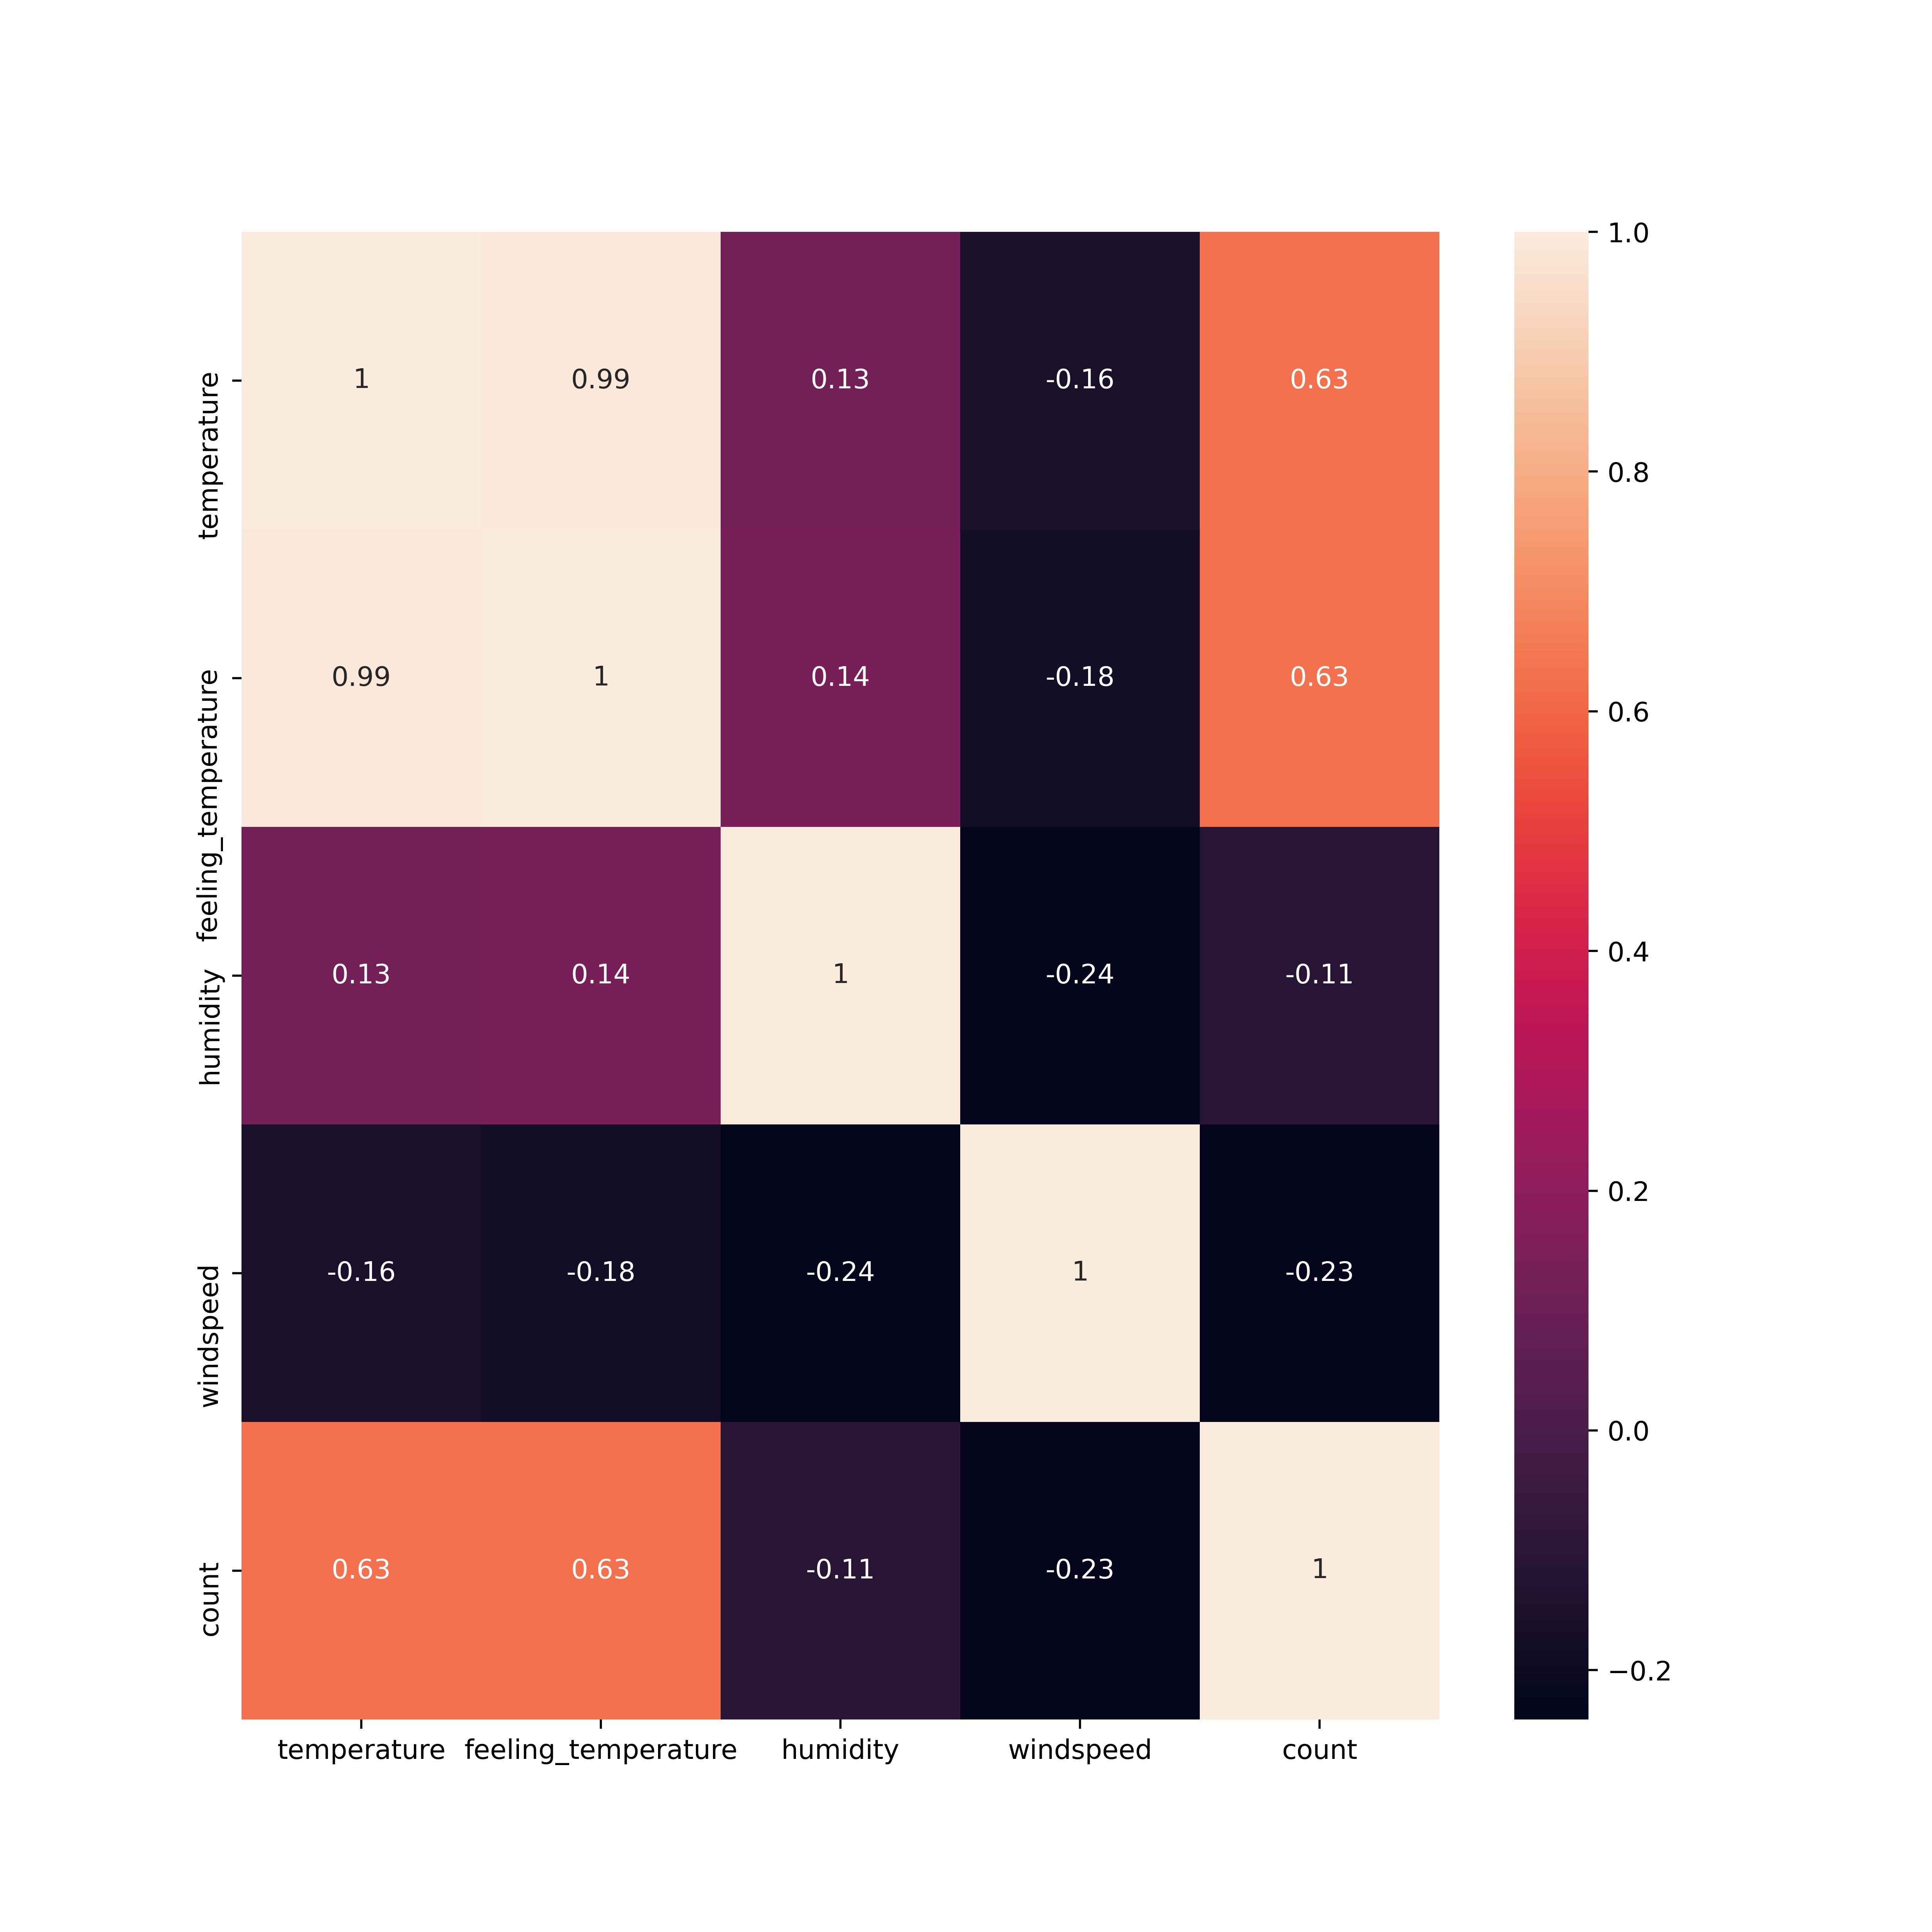 temperature 1 0.99 0.13 -0.16 0.63
feeling_temperature 0.99 1 0.14 -0.18 0.63
humidity 0.13 0.14 1 -0.24 -0.11
windspeed -0.16 -0.18 -0.24 1 -0.23
count 0.63 0.63 -0.11 -0.23 1
temperature feeling_temperature humidity windspeed count
1.0
0.8
0.6
0.4
0.2
0.0
−0.2